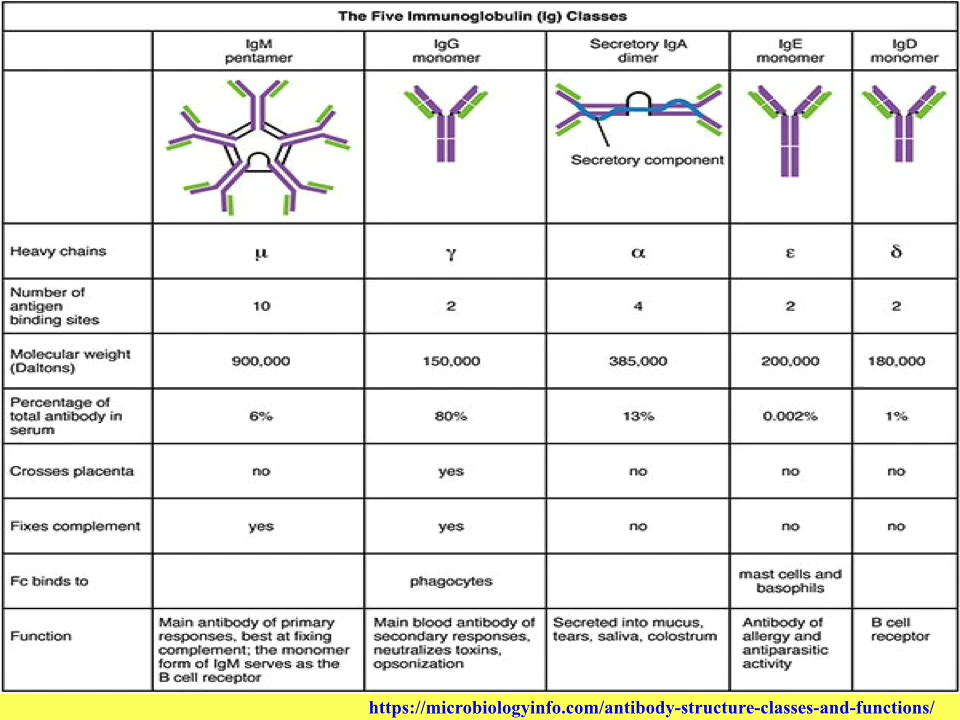 The Five Immunoglobulin (Ig) Classes
IgM
pentamer
IgG
monomer
Secretory IgA
dimer
IgE
monomer
IgD
monomer
Secretory component
Heavy chains
μ
γ
α
ε
δ
Number of
antigen
binding sites
10
2
4
2
2
Molecular weight
(Daltons)
900,000
150,000
385,000
200,000
180,000
Percentage of
total antibody in
serum
6%
80%
13%
0.002%
1%
Crosses placenta
no
yes
no
no
no
Fixes complement
yes
yes
no
no
no
Fc binds to
phagocytes
mast cells and
basophils
Function
Main antibody of primary
responses, best at fixing
complement; the monomer
form of IgM serves as the
B cell receptor
Main blood antibody of
secondary responses,
neutralizes toxins,
opsonization
Secreted into mucus,
tears, saliva, colostrum
Antibody of
allergy and
antiparasitic
activity
B cell
receptor
https://microbiologyinfo.com/antibody-structure-classes-and-functions/